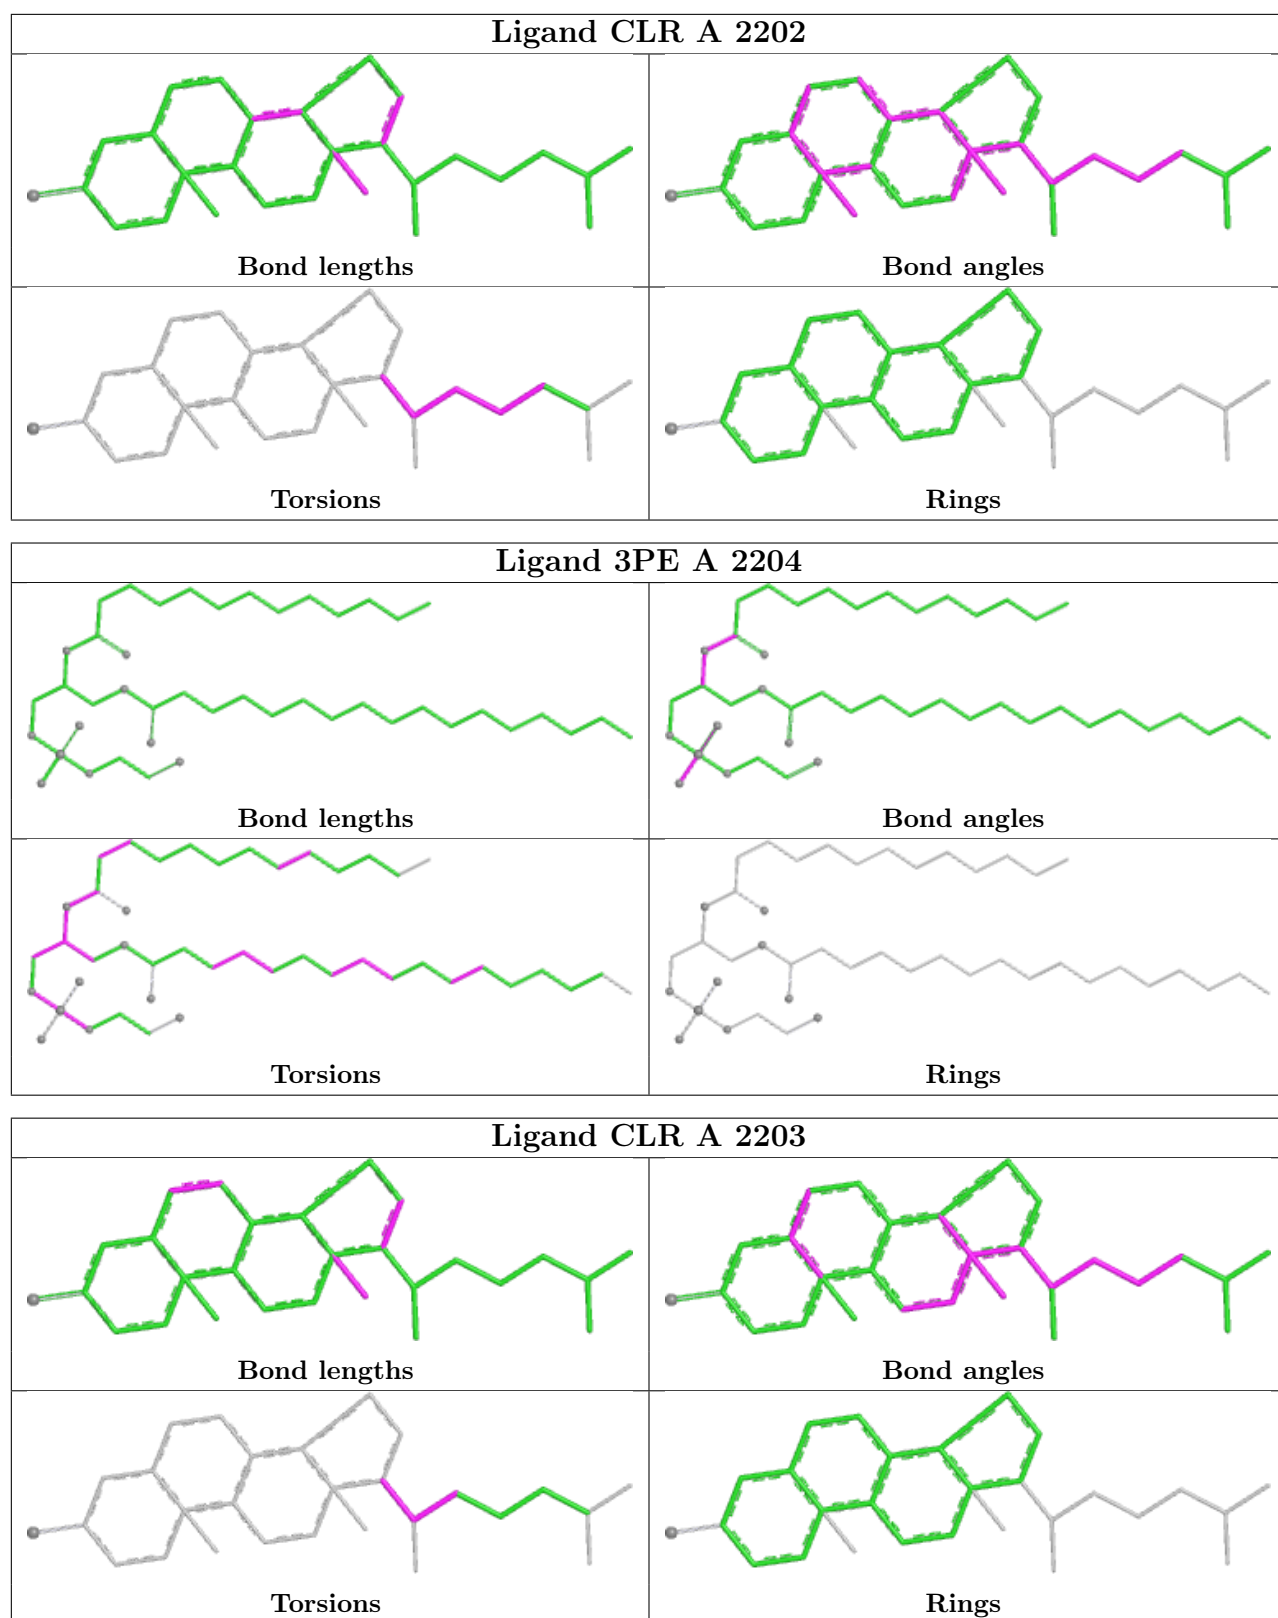 Ligand CLR A 2202
Bond lengths
Bond angles
Torsions
Rings
Ligand 3PE A 2204
Bond lengths
Bond angles
Torsions
Rings
Ligand CLR A 2203
Bond lengths
Bond angles
Torsions
Rings